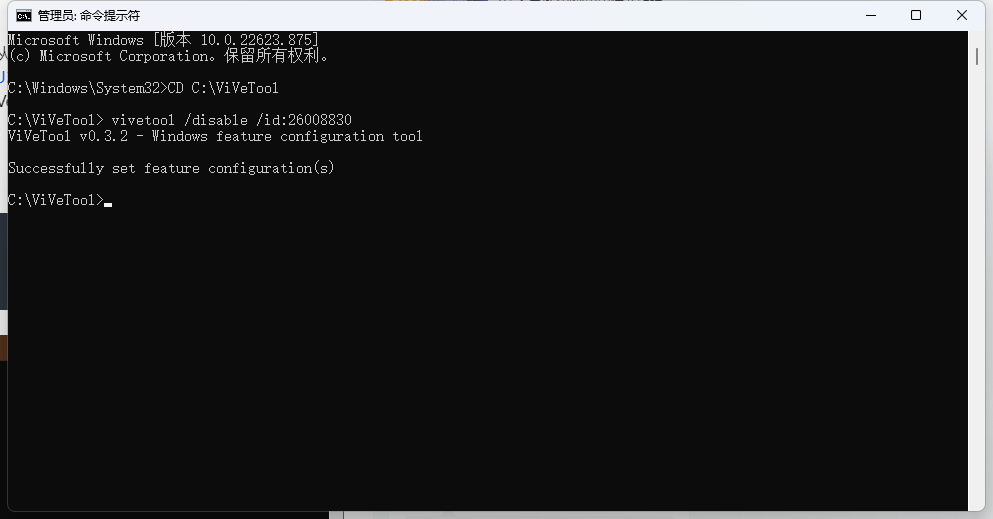 管理员: 命令提示符
Microsoft Windows [版本 10.0.22623.875]
(c) Microsoft Corporation。保留所有权利。
C:\Windows\System32>CD C:\ViVeTool
C:\ViVeTool> vivetool /disable /id:26008830
ViVeTool v0.3.2 - Windows feature configuration tool
Successfully set feature configuration(s)
C:\ViVeTool>